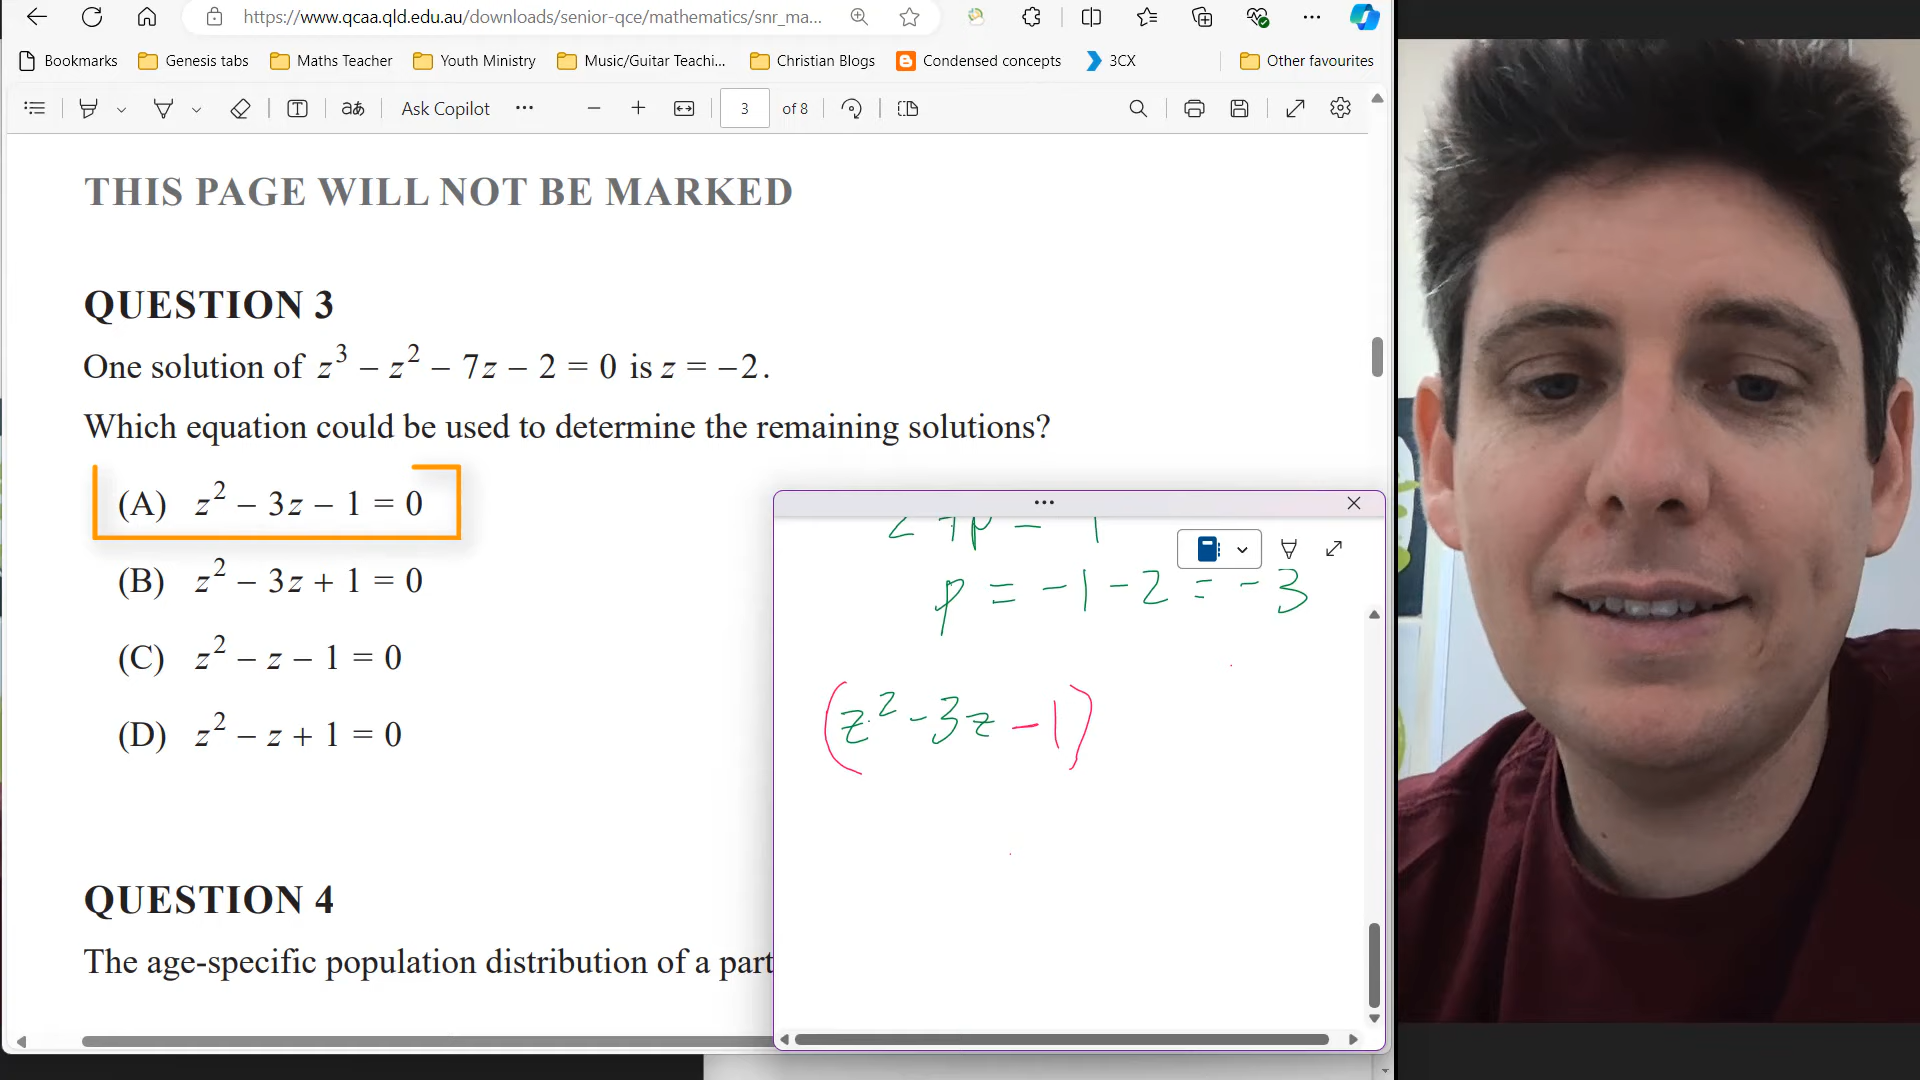 https://www.qcaa.qld.edu.au/downloads/senior-qce/mathematics/snr_ma...
Bookmarks Genesis tabs Maths Teacher Youth Ministry Music/Guitar Teachi... Christian Blogs Condensed concepts 3CX Other favourites
aあ Ask Copilot 3 of 8
THIS PAGE WILL NOT BE MARKED
QUESTION 3
One solution of z³ − z² − 7z − 2 = 0 is z = −2.
Which equation could be used to determine the remaining solutions?
(A) z² − 3z − 1 = 0
(B) z² − 3z + 1 = 0
(C) z² − z − 1 = 0
(D) z² − z + 1 = 0
QUESTION 4
The age-specific population distribution of a part
p = -1 - 2 = -3
(z² - 3z - 1)